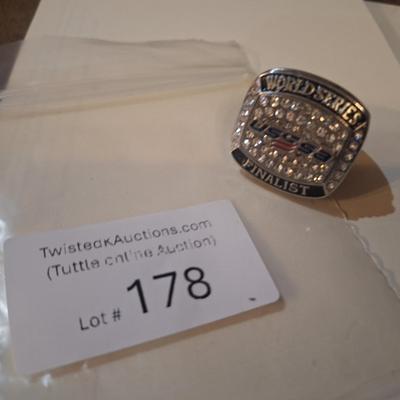 WORLD SERIES
USSSA
FINALIST
TwistedKAuctions.com
(Tuttle online Auction)
Lot # 178